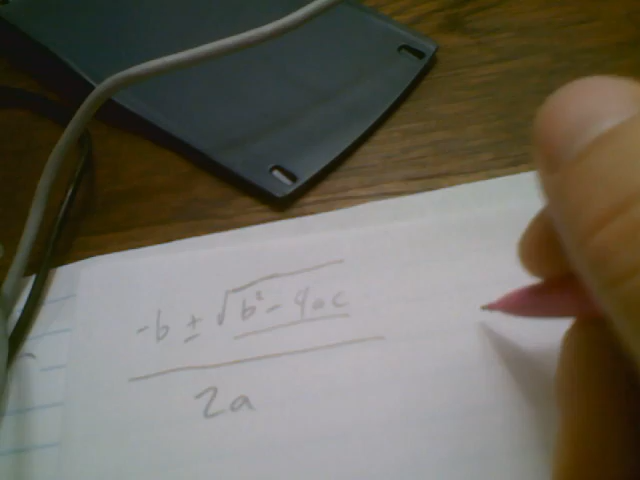 -b ± √b² - 4ac
2a